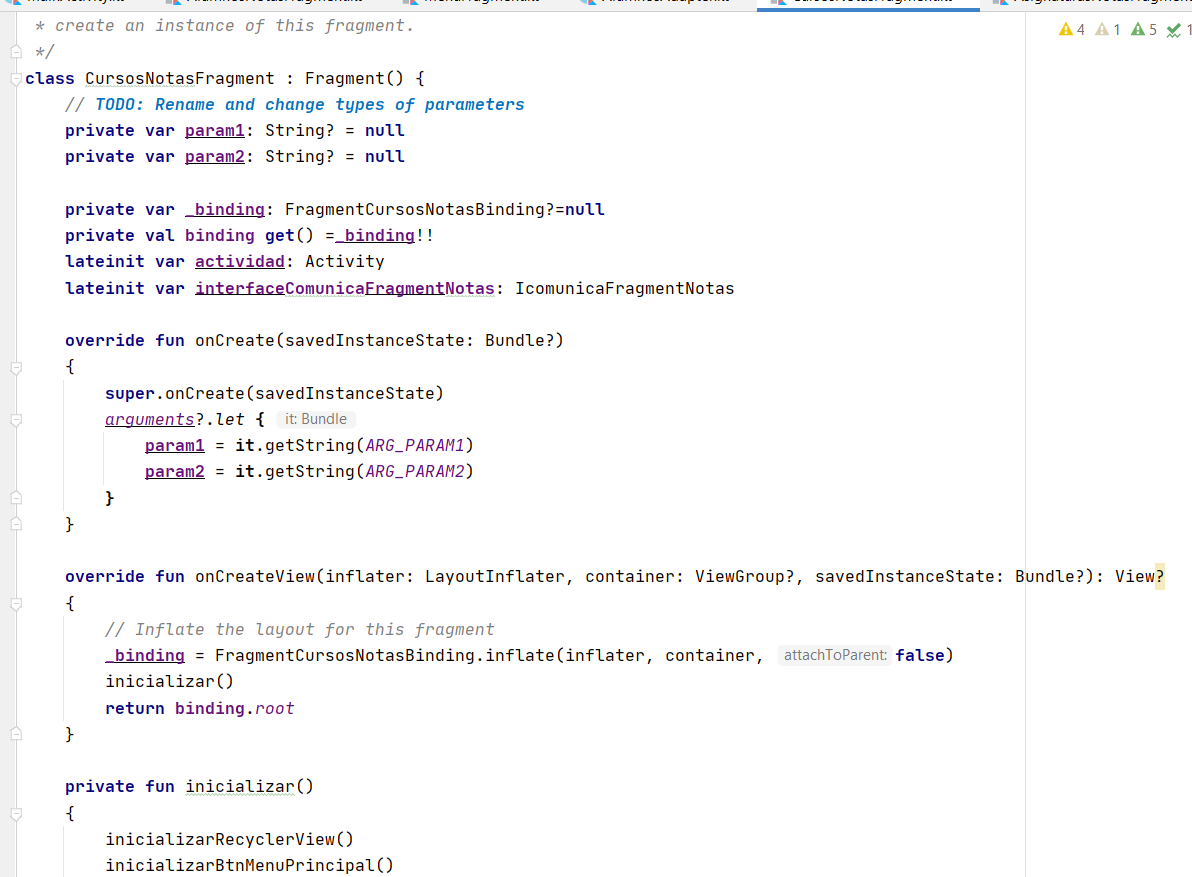 * create an instance of this fragment.
4 1 5 1
*/
class CursosNotasFragment : Fragment() {
// TODO: Rename and change types of parameters
private var param1: String? = null
private var param2: String? = null
private var _binding: FragmentCursosNotasBinding?=null
private val binding get() =_binding!!
lateinit var actividad: Activity
lateinit var interfaceComunicaFragmentNotas: IcomunicaFragmentNotas
override fun onCreate(savedInstanceState: Bundle?)
{
super.onCreate(savedInstanceState)
arguments?.let { it: Bundle
param1 = it.getString(ARG_PARAM1)
param2 = it.getString(ARG_PARAM2)
}
}
override fun onCreateView(inflater: LayoutInflater, container: ViewGroup?, savedInstanceState: Bundle?): View?
{
// Inflate the layout for this fragment
_binding = FragmentCursosNotasBinding.inflate(inflater, container, attachToParent: false)
inicializar()
return binding.root
}
private fun inicializar()
{
inicializarRecyclerView()
inicializarBtnMenuPrincipal()